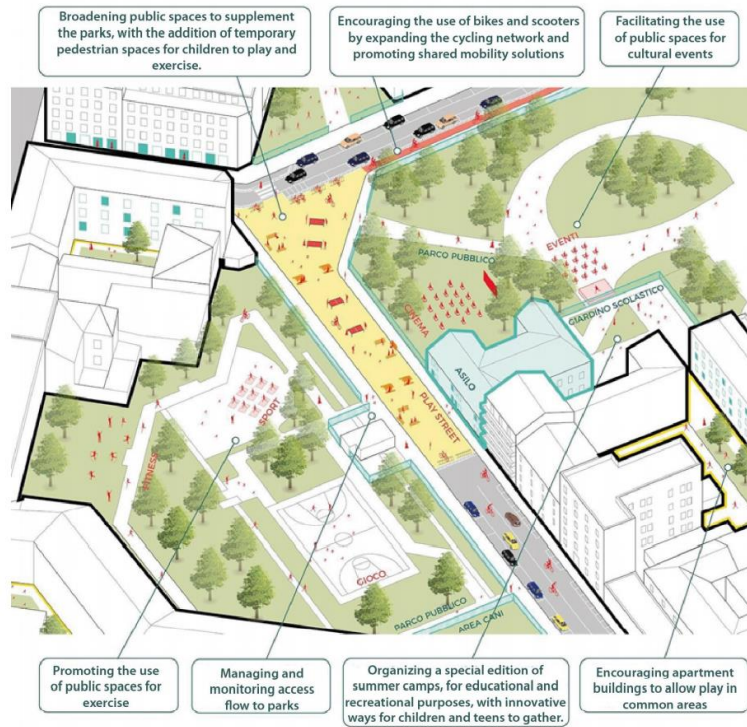 Broadening public spaces to supplement
the parks, with the addition of temporary
pedestrian spaces for children to play and
exercise.
Encouraging the use of bikes and scooters
by expanding the cycling network and
promoting shared mobility solutions
Facilitating the use
of public spaces for
cultural events
PARCO PUBBLICO
EVENTI
CINEMA
GIARDINO SCOLASTICO
ASILO
PLAY STREET
SPORT
FITNESS
GIOCO
PARCO PUBBLICO
AREA CANI
Promoting the use
of public spaces for
exercise
Managing and
monitoring access
flow to parks
Organizing a special edition of
summer camps, for educational and
recreational purposes, with innovative
ways for children and teens to gather.
Encouraging apartment
buildings to allow play in
common areas